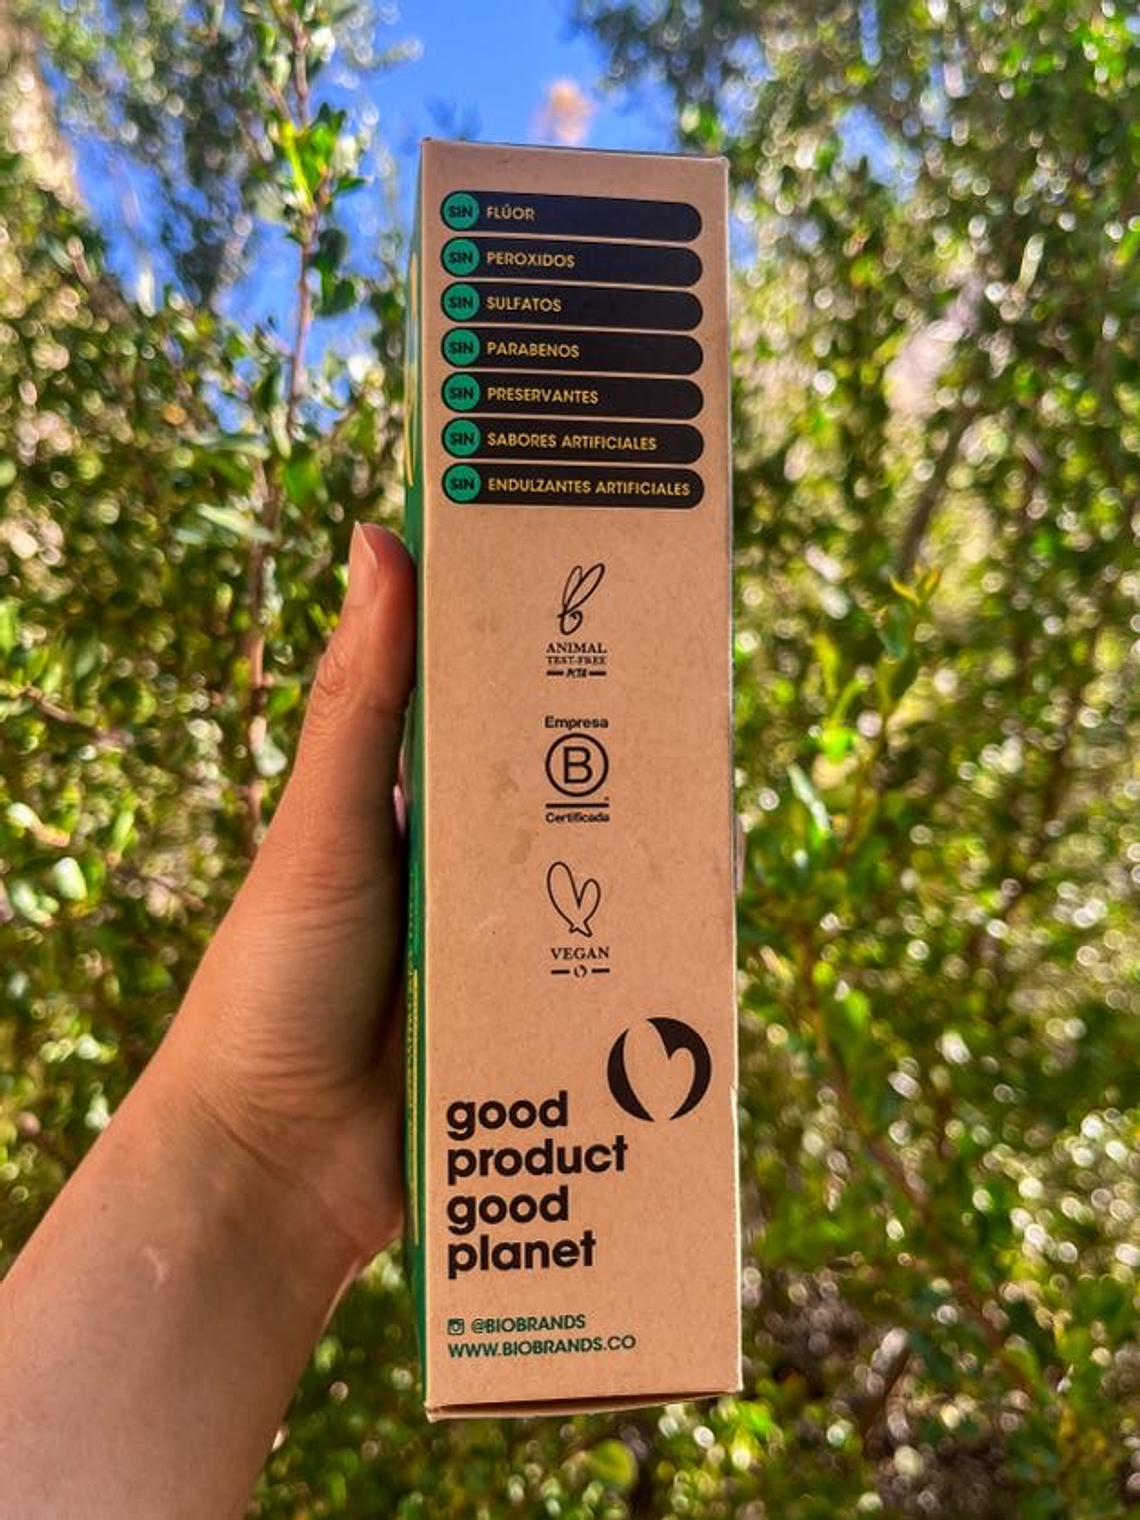 SIN FLÚOR
SIN PEROXIDOS
SIN SULFATOS
SIN PARABENOS
SIN PRESERVANTES
SIN SABORES ARTIFICIALES
SIN ENDULZANTES ARTIFICIALES
ANIMAL
TEST-FREE
PETA
Empresa
B
Certificada
VEGAN
good
product
good
planet
@BIOBRANDS
WWW.BIOBRANDS.CO